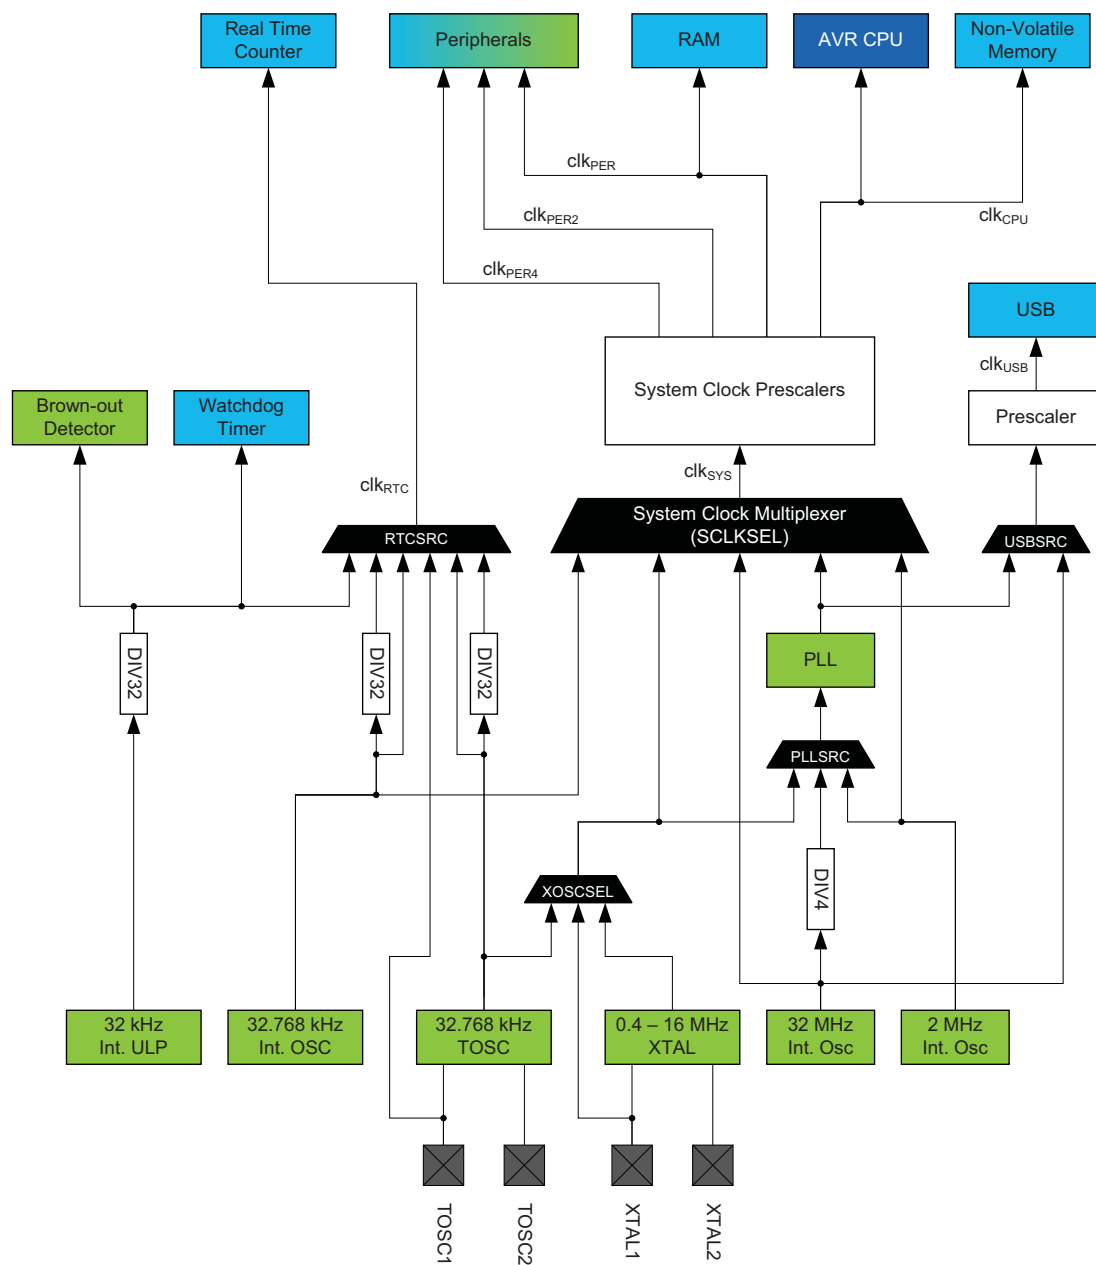 Real Time
Counter
Peripherals
RAM
AVR CPU
Non-Volatile
Memory
clkPER
clkPER2
clkCPU
clkPER4
USB
clkUSB
System Clock Prescalers
Prescaler
Brown-out
Detector
Watchdog
Timer
clkSYS
clkRTC
System Clock Multiplexer
(SCLKSEL)
RTCSRC
USBSRC
DIV32
DIV32
DIV32
PLL
PLLSRC
DIV4
XOSCSEL
32 kHz
Int. ULP
32.768 kHz
Int. OSC
32.768 kHz
TOSC
0.4 – 16 MHz
XTAL
32 MHz
Int. Osc
2 MHz
Int. Osc
TOSC1
TOSC2
XTAL1
XTAL2